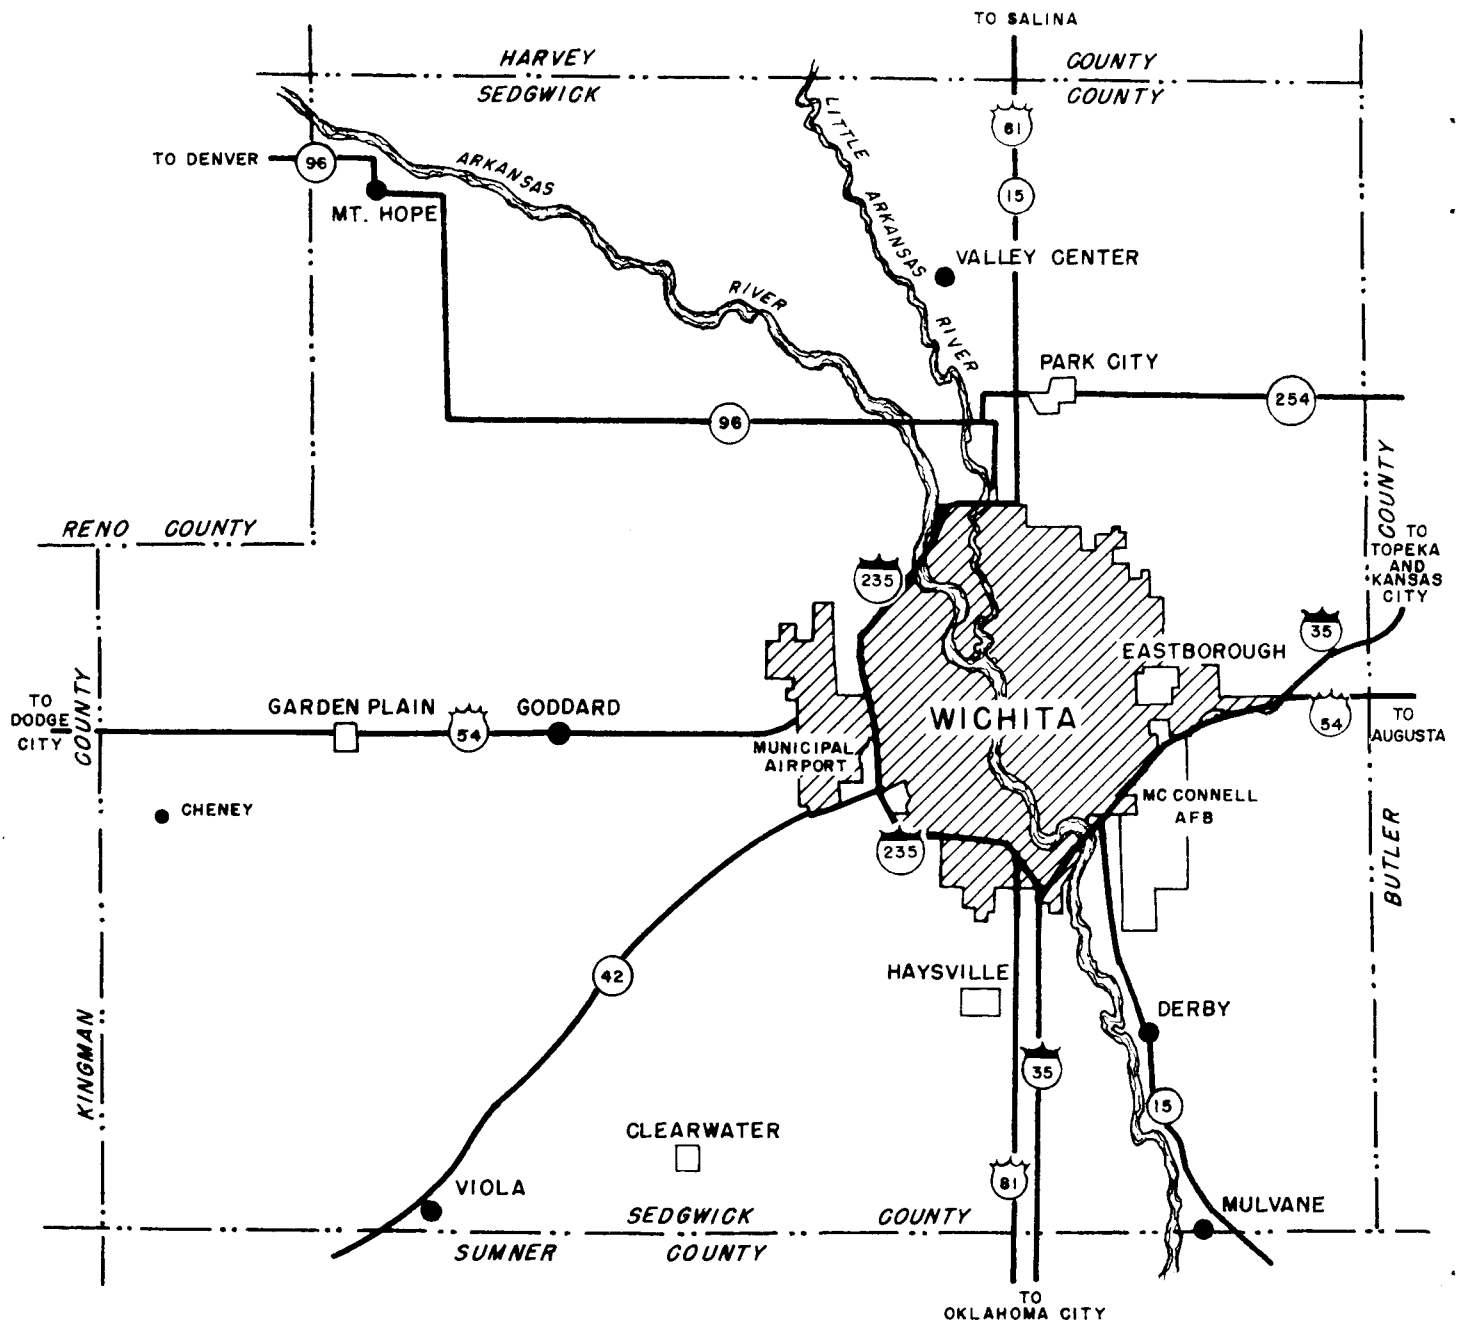 TO SALINA
HARVEY COUNTY
SEDGWICK COUNTY
81
LITTLE ARKANSAS RIVER
TO DENVER
96
ARKANSAS RIVER
15
MT. HOPE
VALLEY CENTER
PARK CITY
254
96
RENO COUNTY
COUNTY
TO
TOPEKA
AND
KANSAS
CITY
235
35
EASTBOROUGH
TO
DODGE
CITY
KINGMAN COUNTY
GARDEN PLAIN
54
GODDARD
WICHITA
54
TO
AUGUSTA
MUNICIPAL
AIRPORT
CHENEY
MC CONNELL
AFB
235
BUTLER
42
HAYSVILLE
DERBY
35
15
CLEARWATER
81
VIOLA
MULVANE
SEDGWICK COUNTY
SUMNER COUNTY
TO
OKLAHOMA CITY